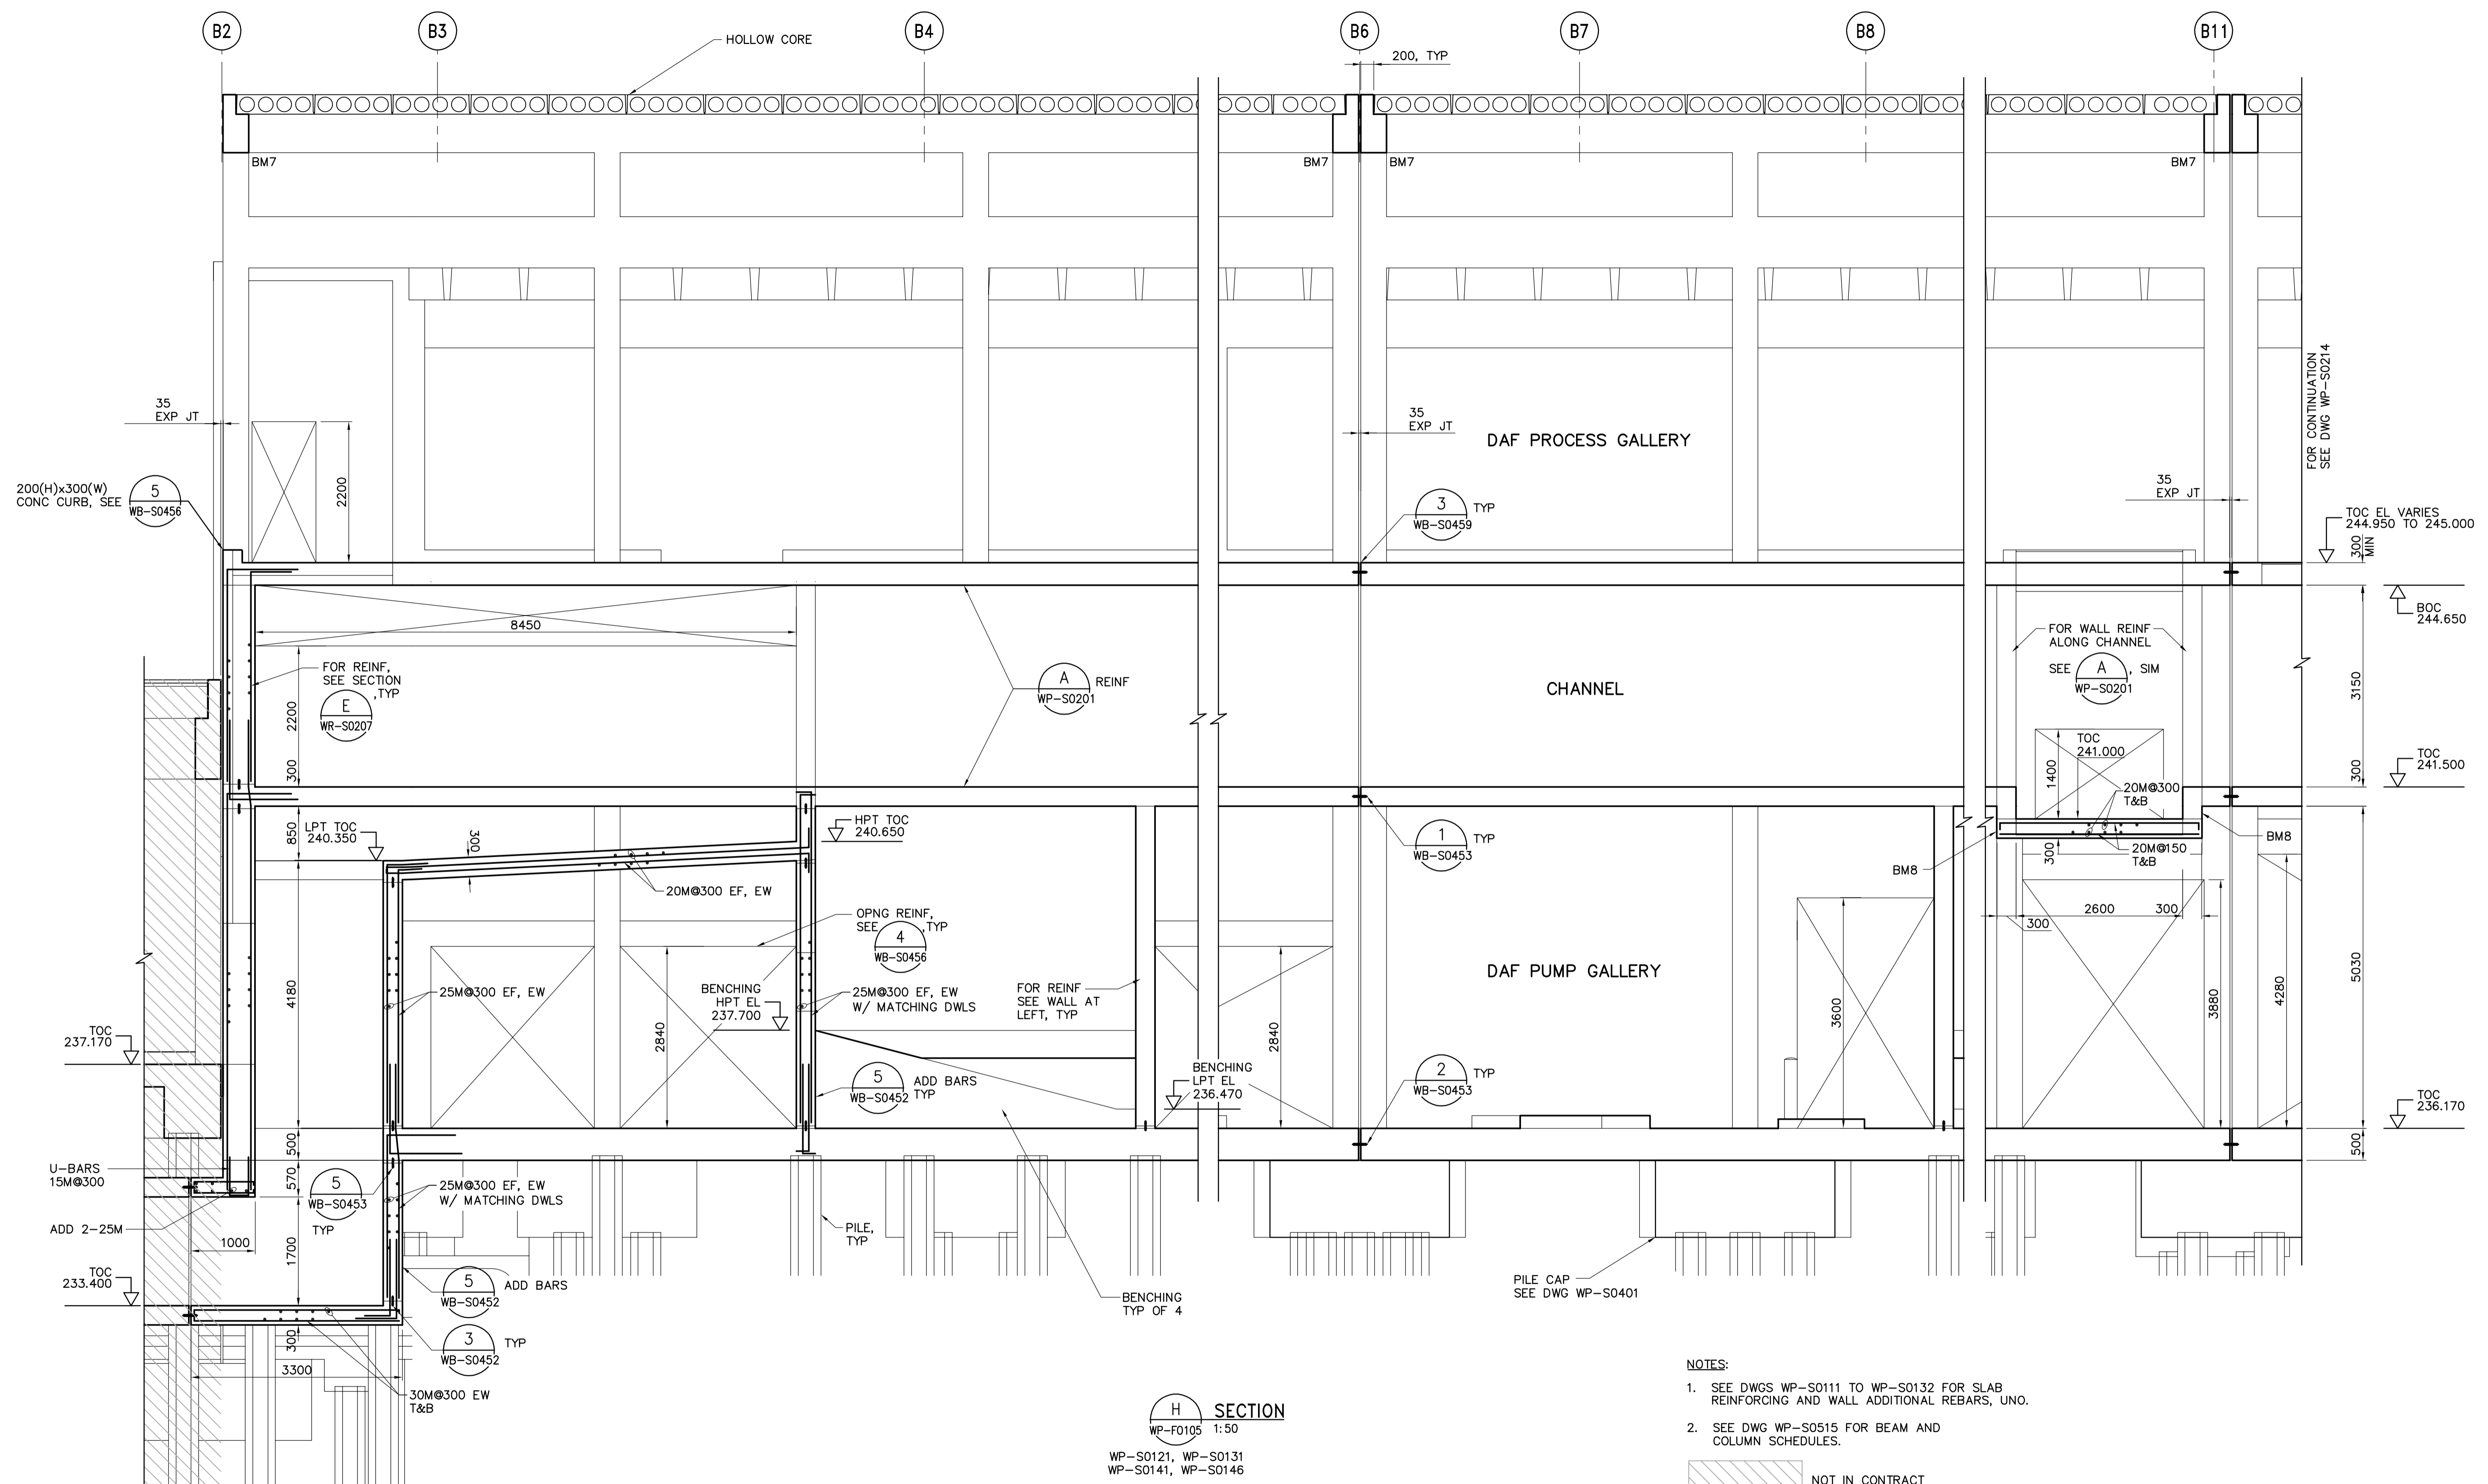 B2
B3
B4
B6
B7
B8
B11
HOLLOW CORE
200, TYP
BM7
BM7
BM7
BM7
35
EXP JT
2200
35
EXP JT
DAF PROCESS GALLERY
FOR CONTINUATION
SEE DWG WP-S0214
200(H)x300(W)
CONC CURB, SEE
5
WB-S0456
3
WB-S0459
TYP
35
EXP JT
TOC EL VARIES
244.950 TO 245.000
300
MIN
8450
BOC
244.650
FOR REINF,
SEE SECTION
,TYP
E
WR-S0207
2200
300
A
WP-S0201
REINF
CHANNEL
FOR WALL REINF
ALONG CHANNEL
SEE
A
WP-S0201
, SIM
3150
TOC
241.000
1400
20M@300
T&B
300
TOC
241.500
LPT TOC
240.350
850
300
HPT TOC
240.650
1
WB-S0453
TYP
BM8
300
20M@150
T&B
BM8
20M@300 EF, EW
OPNG REINF,
SEE
,TYP
4
WB-S0456
2600
300
300
4180
25M@300 EF, EW
BENCHING
HPT EL
237.700
2840
25M@300 EF, EW
W/ MATCHING DWLS
FOR REINF
SEE WALL AT
LEFT, TYP
2840
DAF PUMP GALLERY
3600
3880
4280
5030
TOC
237.170
5
WB-S0452
ADD BARS
TYP
BENCHING
LPT EL
236.470
2
WB-S0453
TYP
TOC
236.170
500
500
570
U-BARS
15M@300
5
WB-S0453
TYP
25M@300 EF, EW
W/ MATCHING DWLS
ADD 2-25M
1000
1700
PILE,
TYP
TOC
233.400
5
WB-S0452
ADD BARS
BENCHING
TYP OF 4
PILE CAP
SEE DWG WP-S0401
3
WB-S0452
TYP
300
3300
30M@300 EW
T&B
H
WP-F0105
SECTION
1:50
WP-S0121, WP-S0131
WP-S0141, WP-S0146
NOTES:
1. SEE DWGS WP-S0111 TO WP-S0132 FOR SLAB
REINFORCING AND WALL ADDITIONAL REBARS, UNO.
2. SEE DWG WP-S0515 FOR BEAM AND
COLUMN SCHEDULES.
NOT IN CONTRACT